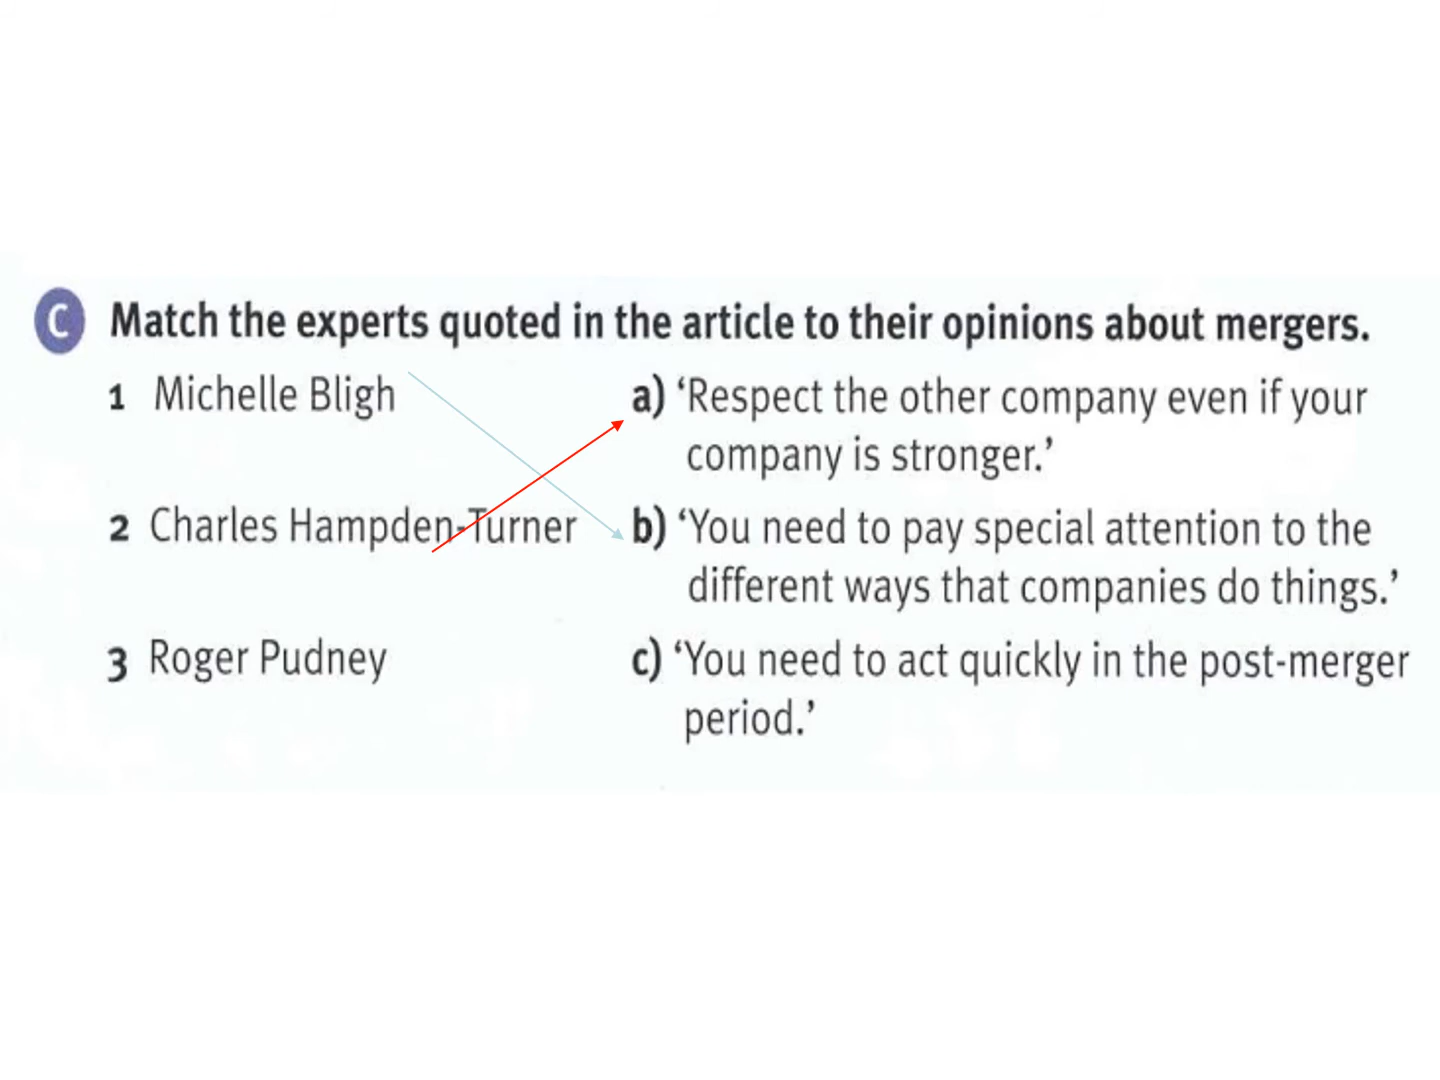 C Match the experts quoted in the article to their opinions about mergers.
1 Michelle Bligh
a) ‘Respect the other company even if your
company is stronger.’
2 Charles Hampden-Turner
b) ‘You need to pay special attention to the
different ways that companies do things.’
3 Roger Pudney
c) ‘You need to act quickly in the post-merger
period.’